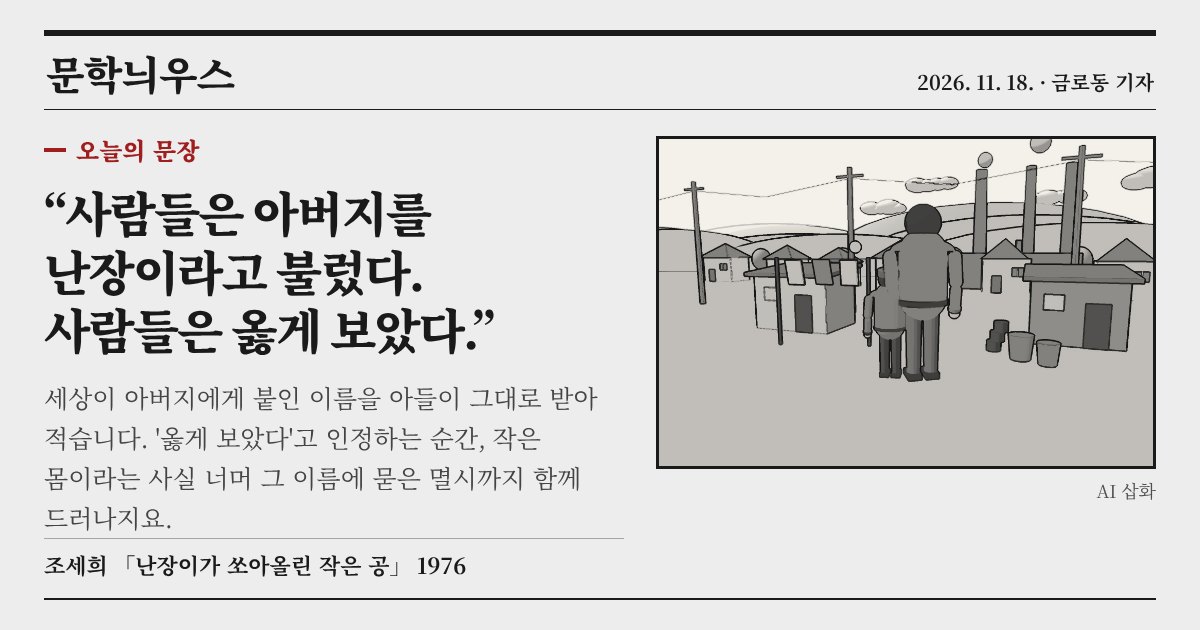 문학늬우스
2026. 11. 18. · 금로동 기자
오늘의 문장
“사람들은 아버지를
난장이라고 불렀다.
사람들은 옳게 보았다.”
세상이 아버지에게 붙인 이름을 아들이 그대로 받아
적습니다. '옳게 보았다'고 인정하는 순간, 작은
몸이라는 사실 너머 그 이름에 묻은 멸시까지 함께
드러나지요.
AI 삽화
조세희 「난장이가 쏘아올린 작은 공」 1976